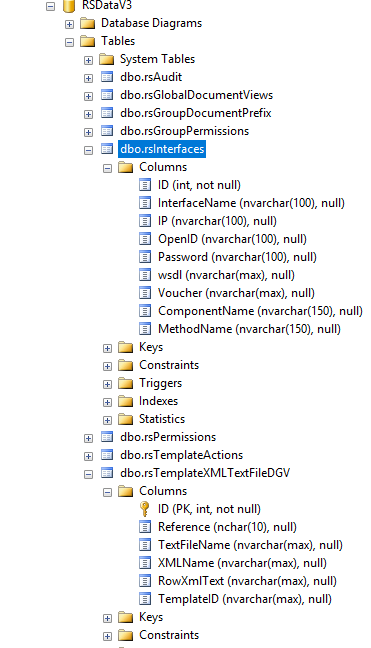 RSDataV3
Database Diagrams
Tables
System Tables
dbo.rsAudit
dbo.rsGlobalDocumentViews
dbo.rsGroupDocumentPrefix
dbo.rsGroupPermissions
dbo.rsInterfaces
Columns
ID (int, not null)
InterfaceName (nvarchar(100), null)
IP (nvarchar(100), null)
OpenID (nvarchar(100), null)
Password (nvarchar(100), null)
wsdl (nvarchar(max), null)
Voucher (nvarchar(max), null)
ComponentName (nvarchar(150), null)
MethodName (nvarchar(150), null)
Keys
Constraints
Triggers
Indexes
Statistics
dbo.rsPermissions
dbo.rsTemplateActions
dbo.rsTemplateXMLTextFileDGV
Columns
ID (PK, int, not null)
Reference (nchar(10), null)
TextFileName (nvarchar(max), null)
XMLName (nvarchar(max), null)
RowXmlText (nvarchar(max), null)
TemplateID (nvarchar(max), null)
Keys
Constraints